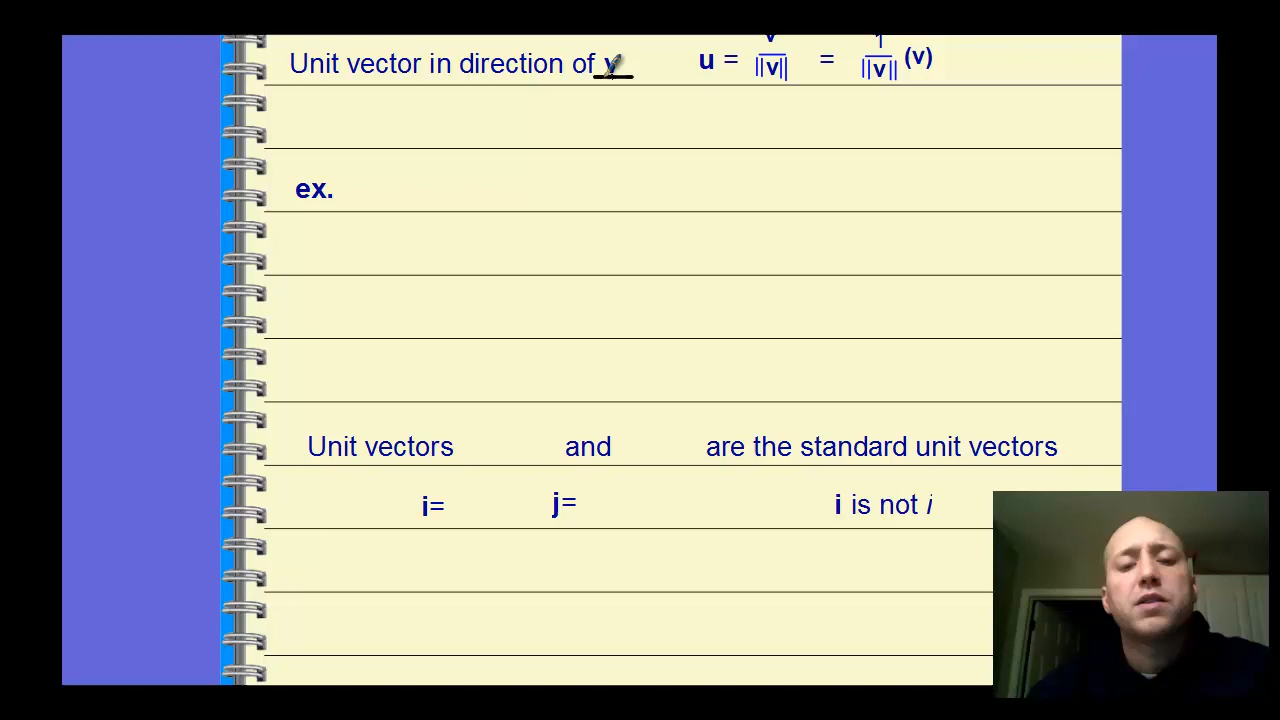 Unit vector in direction of v u = v/||v|| = 1/||v|| (v)
ex.
Unit vectors and are the standard unit vectors
i= j= i is not i